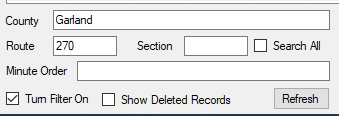 County Garland
Route 270 Section Search All
Minute Order
Turn Filter On Show Deleted Records Refresh